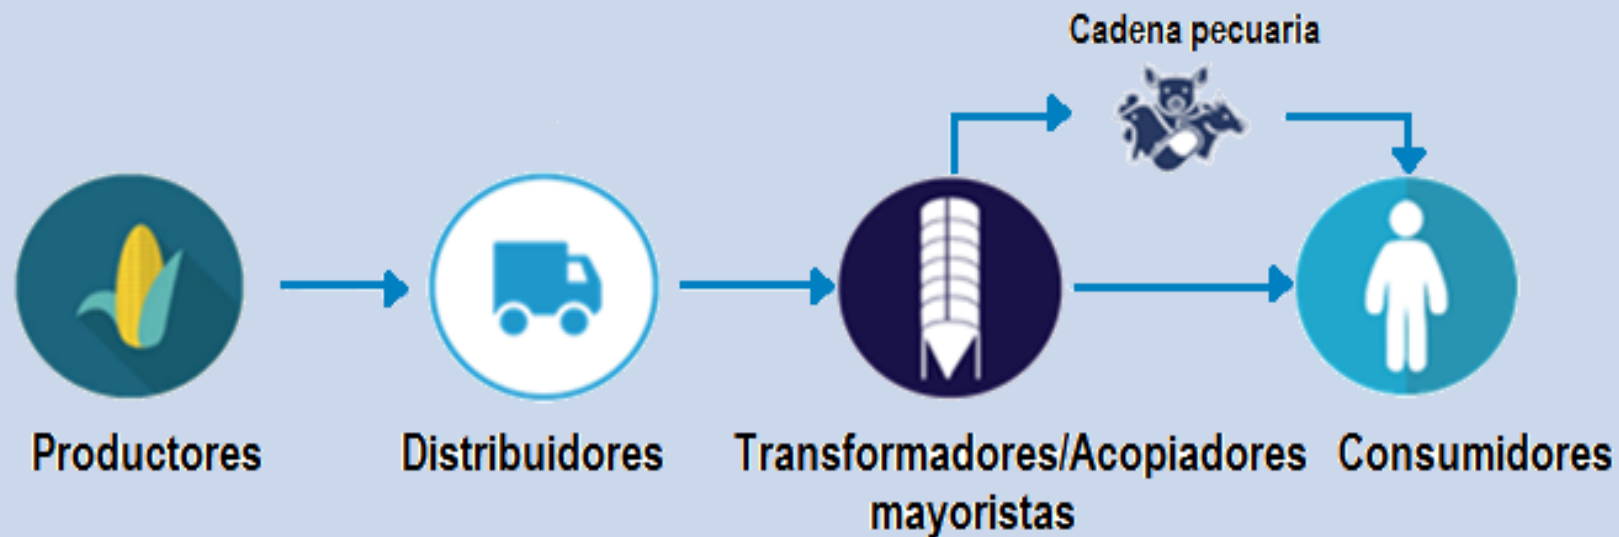 Cadena pecuaria
Productores
Distribuidores
Transformadores/Acopiadores
mayoristas
Consumidores